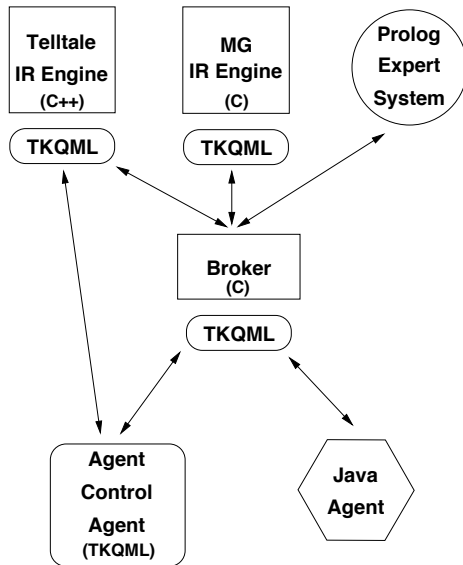 Telltale
IR Engine
(C++)
MG
IR Engine
(C)
Prolog
Expert
System
TKQML
TKQML
Broker
(C)
TKQML
Agent
Control
Agent
(TKQML)
Java
Agent